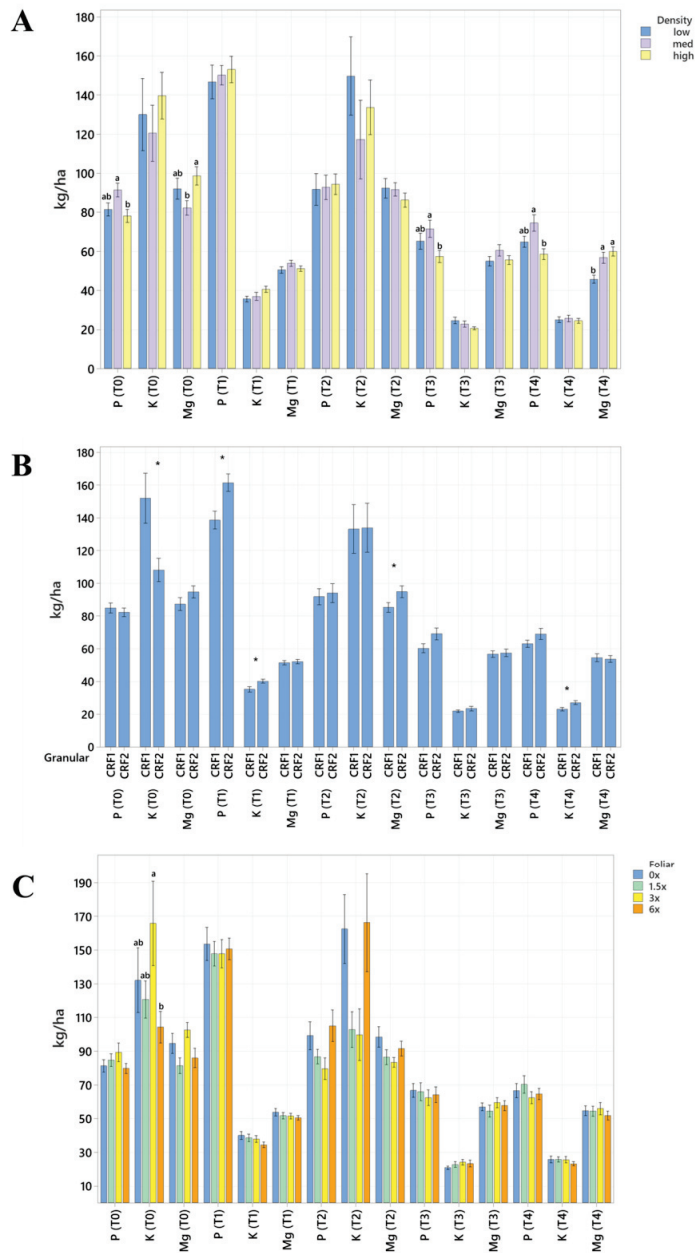 A
Density
low
med
high
kg/ha
180
160
140
120
100
80
60
40
20
0
ab a b
ab b a
ab a b
ab a b
b a a
P (T0) K (T0) Mg (T0) P (T1) K (T1) Mg (T1) P (T2) K (T2) Mg (T2) P (T3) K (T3) Mg (T3) P (T4) K (T4) Mg (T4)
B
kg/ha
180
160
140
120
100
80
60
40
20
0
* * * * *
Granular
CRF1 CRF2 CRF1 CRF2 CRF1 CRF2 CRF1 CRF2 CRF1 CRF2 CRF1 CRF2 CRF1 CRF2 CRF1 CRF2 CRF1 CRF2 CRF1 CRF2 CRF1 CRF2 CRF1 CRF2 CRF1 CRF2 CRF1 CRF2 CRF1 CRF2
P (T0) K (T0) Mg (T0) P (T1) K (T1) Mg (T1) P (T2) K (T2) Mg (T2) P (T3) K (T3) Mg (T3) P (T4) K (T4) Mg (T4)
C
Foliar
0x
1.5x
3x
6x
kg/ha
190
170
150
130
110
90
70
50
30
10
ab ab a b
P (T0) K (T0) Mg (T0) P (T1) K (T1) Mg (T1) P (T2) K (T2) Mg (T2) P (T3) K (T3) Mg (T3) P (T4) K (T4) Mg (T4)